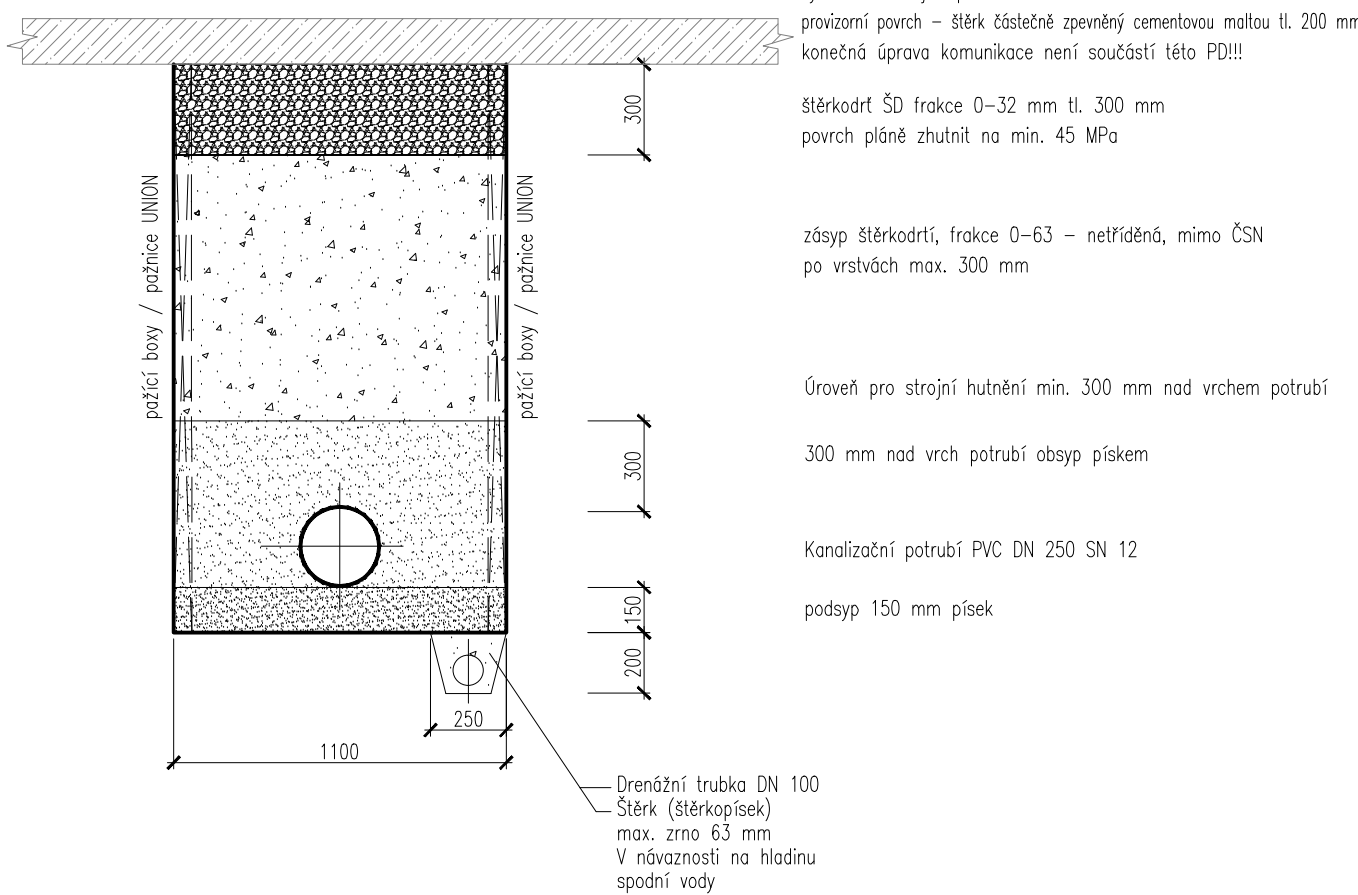 provizorní povrch – štěrk částečně zpevněný cementovou maltou tl. 200 mm
konečná úprava komunikace není součástí této PD!!!
štěrkodrť ŠD frakce 0–32 mm tl. 300 mm
povrch pláně zhutnit na min. 45 MPa
300
pažící boxy / pažnice UNION
pažící boxy / pažnice UNION
zásyp štěrkodrtí, frakce 0–63 – netříděná, mimo ČSN
po vrstvách max. 300 mm
Úroveň pro strojní hutnění min. 300 mm nad vrchem potrubí
300
300 mm nad vrch potrubí obsyp pískem
Kanalizační potrubí PVC DN 250 SN 12
150
podsyp 150 mm písek
200
250
1100
Drenážní trubka DN 100
Štěrk (štěrkopísek)
max. zrno 63 mm
V návaznosti na hladinu
spodní vody